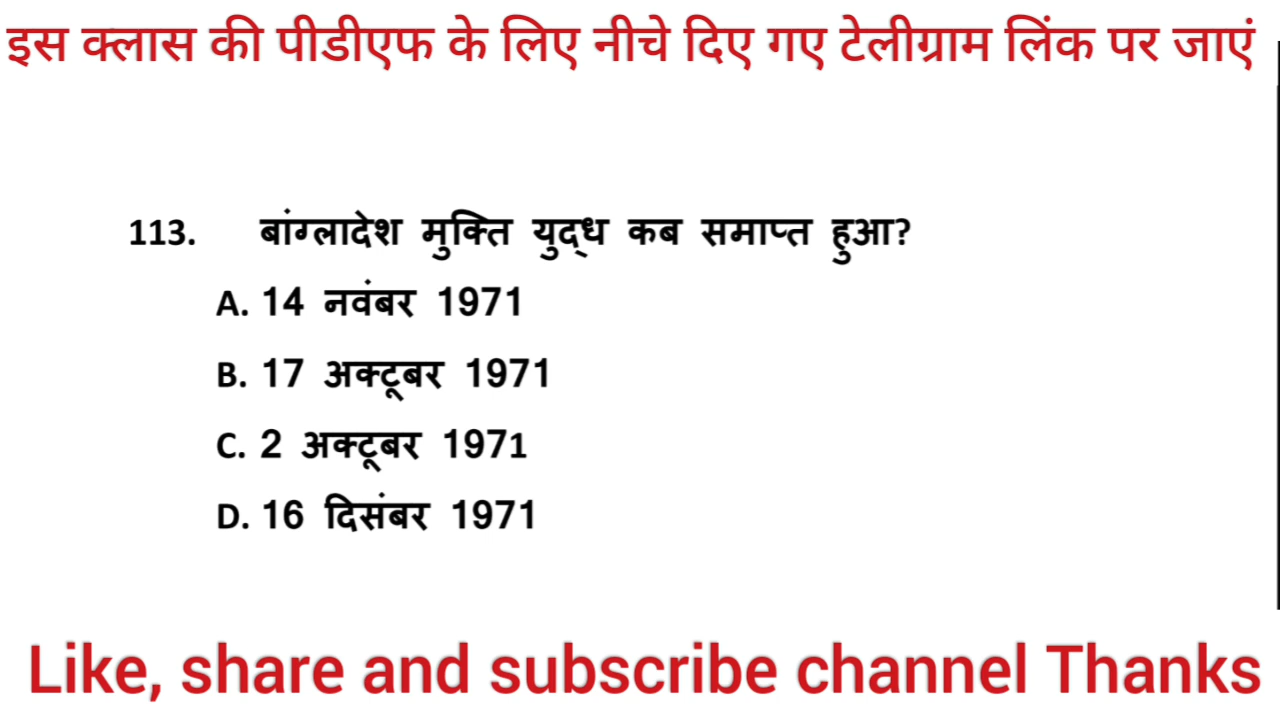 इस क्लास की पीडीएफ के लिए नीचे दिए गए टेलीग्राम लिंक पर जाएं
113. बांग्लादेश मुक्ति युद्ध कब समाप्त हुआ?
A. 14 नवंबर 1971
B. 17 अक्टूबर 1971
C. 2 अक्टूबर 1971
D. 16 दिसंबर 1971
Like, share and subscribe channel Thanks